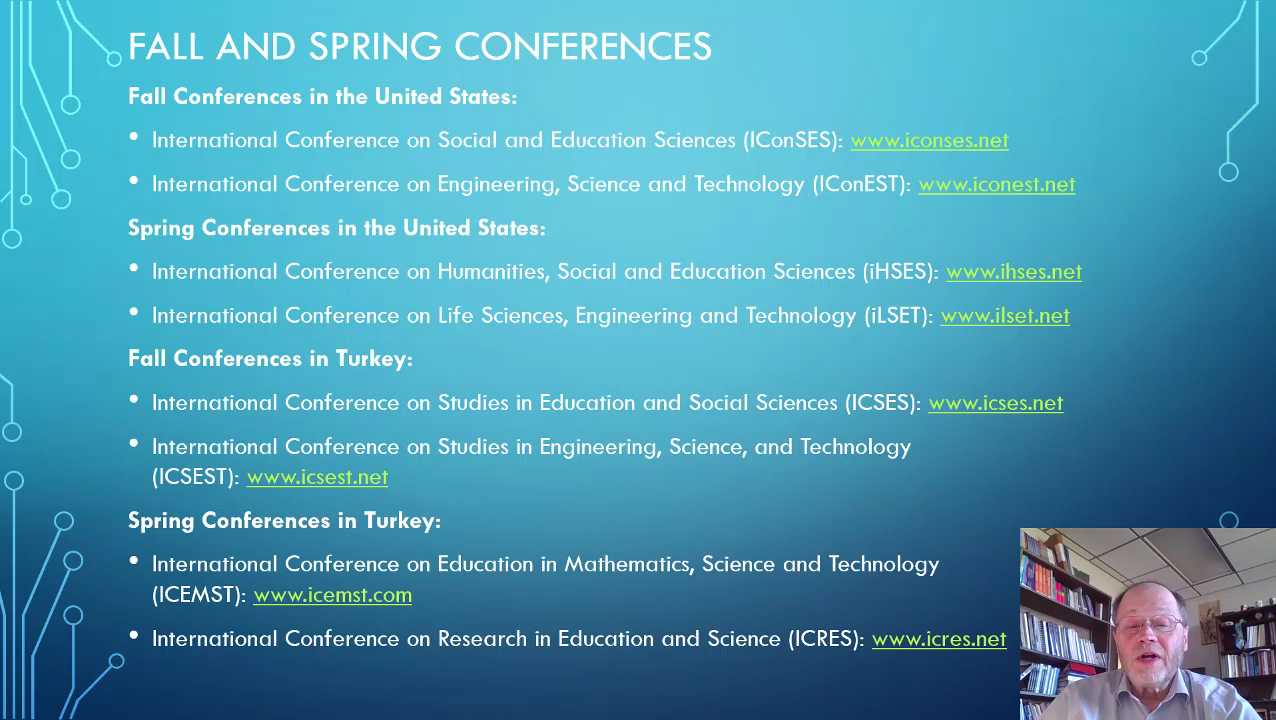 FALL AND SPRING CONFERENCES
Fall Conferences in the United States:
• International Conference on Social and Education Sciences (IConSES): www.iconses.net
• International Conference on Engineering, Science and Technology (IConEST): www.iconest.net
Spring Conferences in the United States:
• International Conference on Humanities, Social and Education Sciences (iHSES): www.ihses.net
• International Conference on Life Sciences, Engineering and Technology (iLSET): www.ilset.net
Fall Conferences in Turkey:
• International Conference on Studies in Education and Social Sciences (ICSES): www.icses.net
• International Conference on Studies in Engineering, Science, and Technology
(ICSEST): www.icsest.net
Spring Conferences in Turkey:
• International Conference on Education in Mathematics, Science and Technology
(ICEMST): www.icemst.com
• International Conference on Research in Education and Science (ICRES): www.icres.net